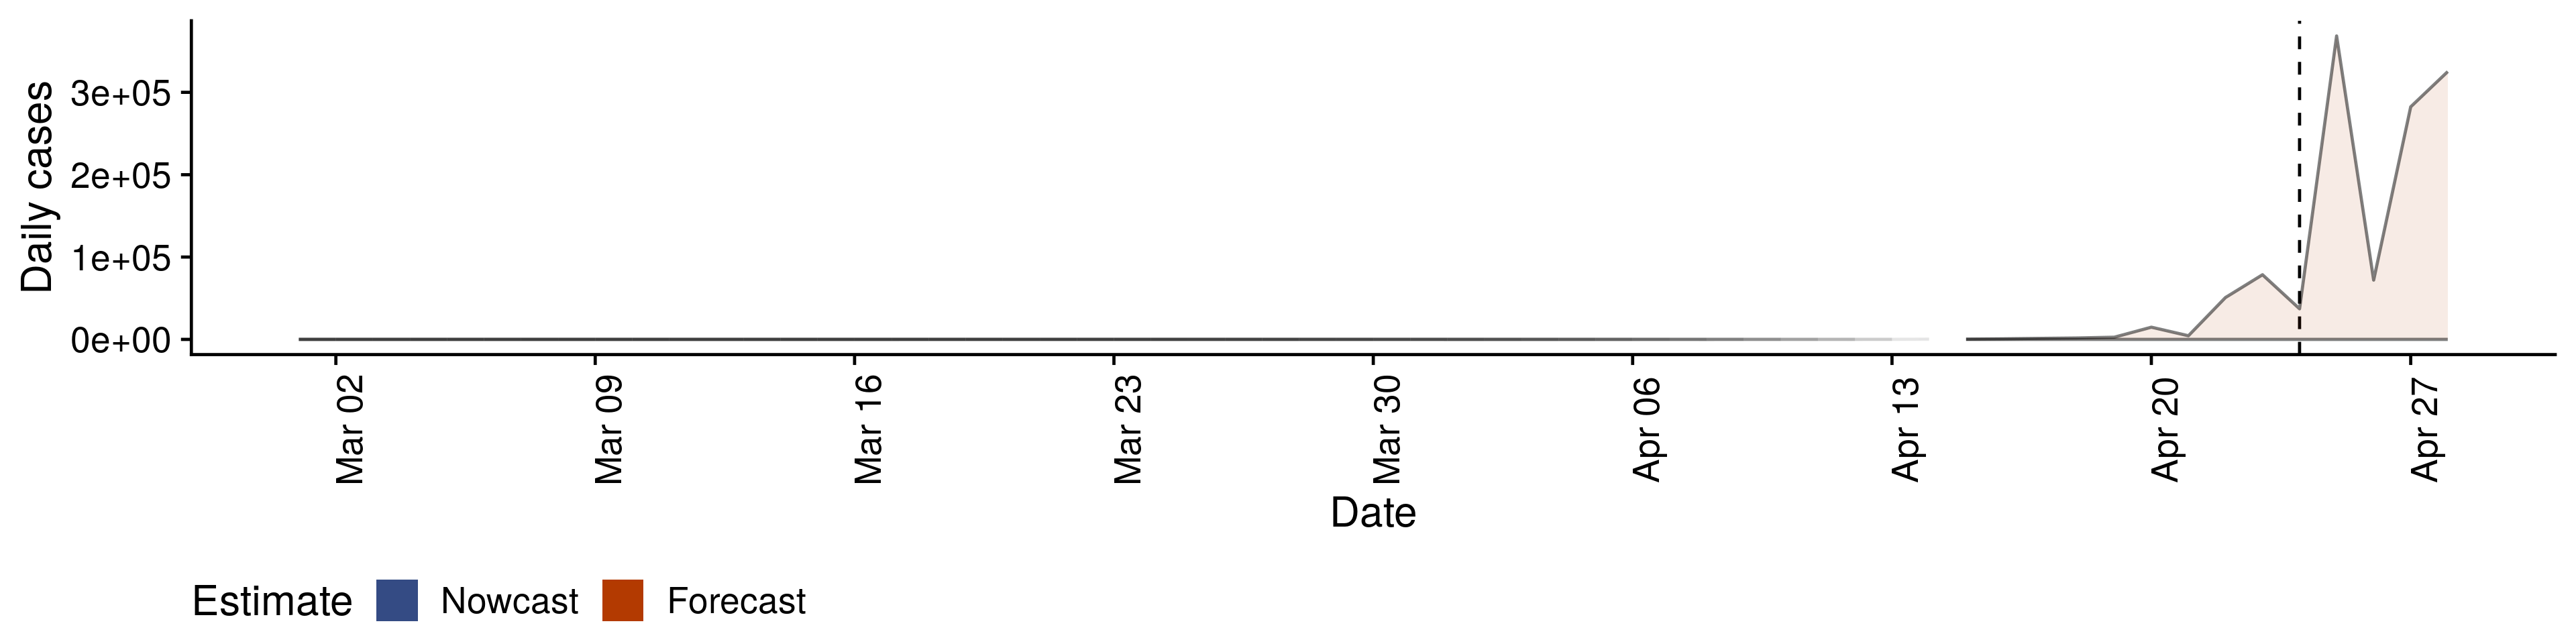 Daily cases
3e+05
2e+05
1e+05
0e+00
Mar 02
Mar 09
Mar 16
Mar 23
Mar 30
Apr 06
Apr 13
Apr 20
Apr 27
Date
Estimate Nowcast Forecast